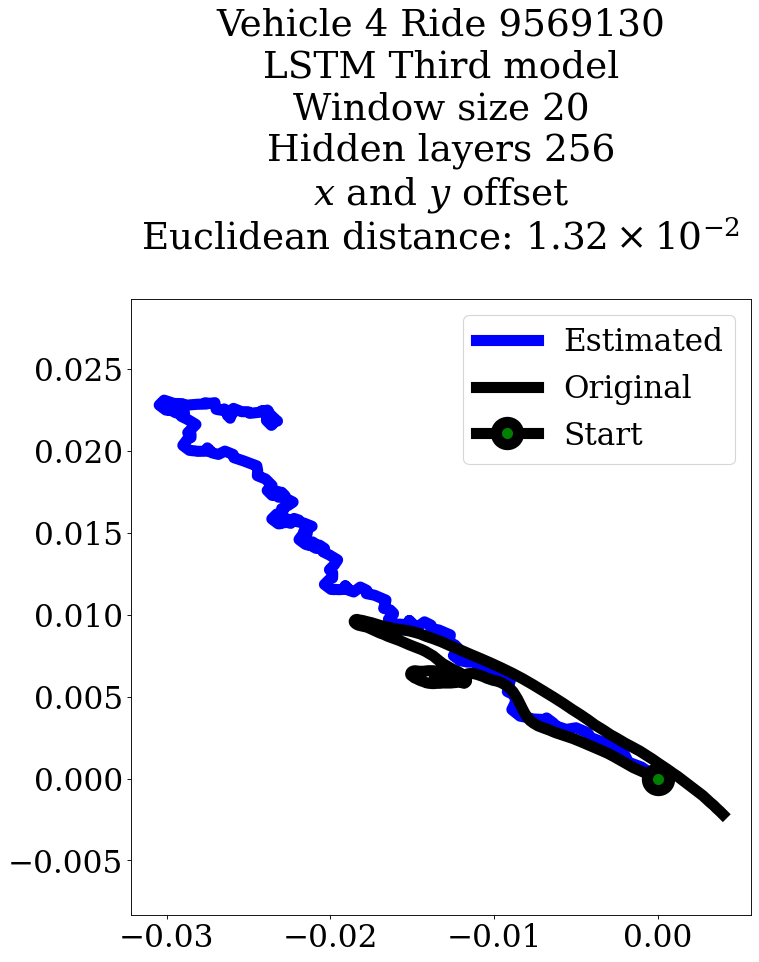 Vehicle 4 Ride 9569130
LSTM Third model
Window size 20
Hidden layers 256
x and y offset
Euclidean distance: 1.32 × 10⁻²
Estimated
Original
Start
0.025
0.020
0.015
0.010
0.005
0.000
−0.005
−0.03
−0.02
−0.01
0.00